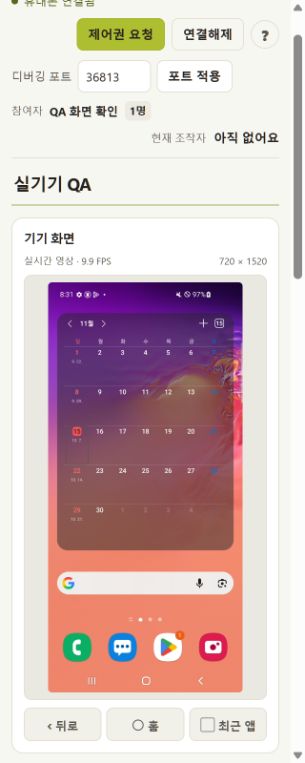 휴대폰 연결됨
제어권 요청 연결해제 ?
디버깅 포트 36813 포트 적용
참여자 QA 화면 확인 1명
현재 조작자 아직 없어요
실기기 QA
기기 화면
실시간 영상 · 9.9 FPS 720 × 1520
8:31 97%
< 11월 > + 15
일 월 화 수 목 금 토
1 2 3 4 5 6 7
8 9 10 11 12 13
15 16 17 18 19 20
22 23 24 25 26 27
29 30 1 2 3 4
G
‹ 뒤로 홈 최근 앱